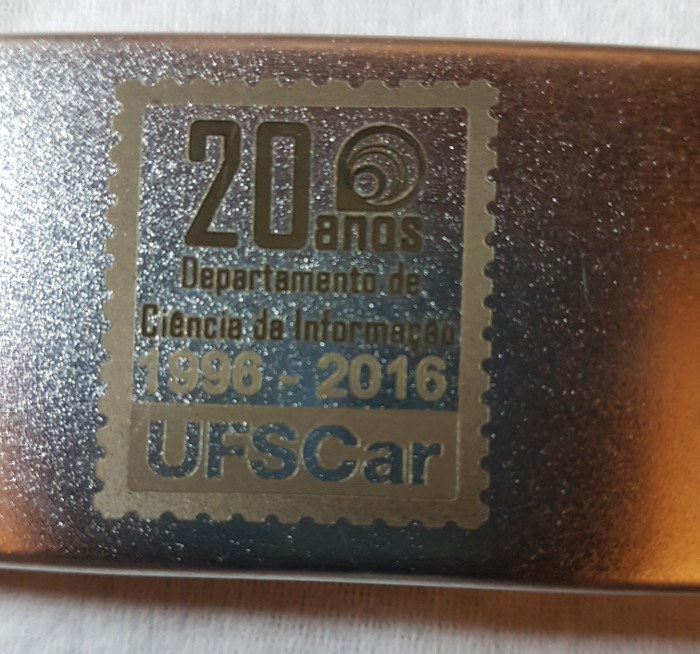 20
anos
Departamento de
Ciência da Informação
1996 - 2016
UFSCar